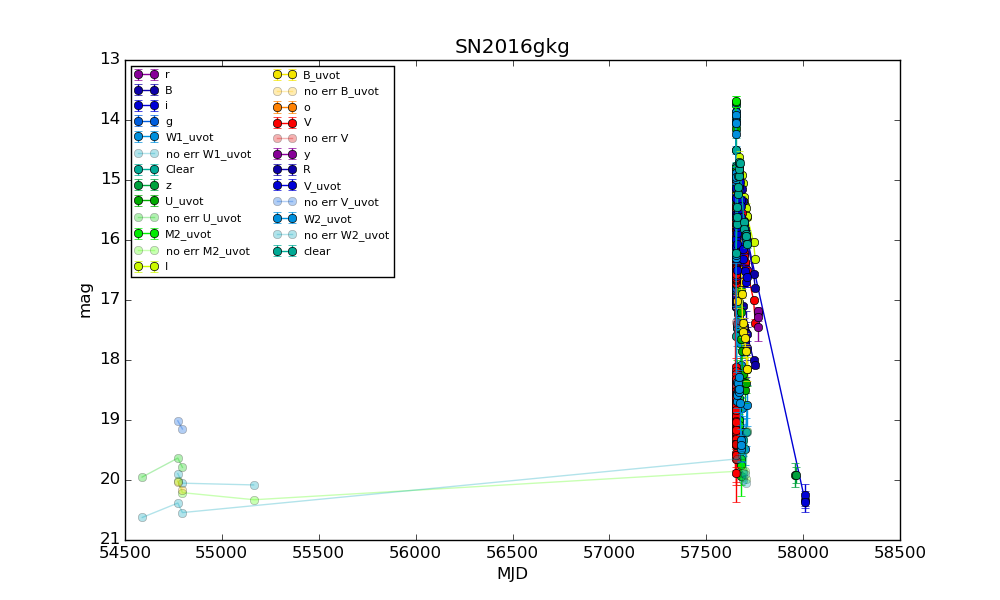 SN2016gkg
13
14
15
16
17
18
19
20
21
mag
r
B
i
g
W1_uvot
no err W1_uvot
Clear
z
U_uvot
no err U_uvot
M2_uvot
no err M2_uvot
I
B_uvot
no err B_uvot
o
V
no err V
y
R
V_uvot
no err V_uvot
W2_uvot
no err W2_uvot
clear
54500 55000 55500 56000 56500 57000 57500 58000 58500
MJD